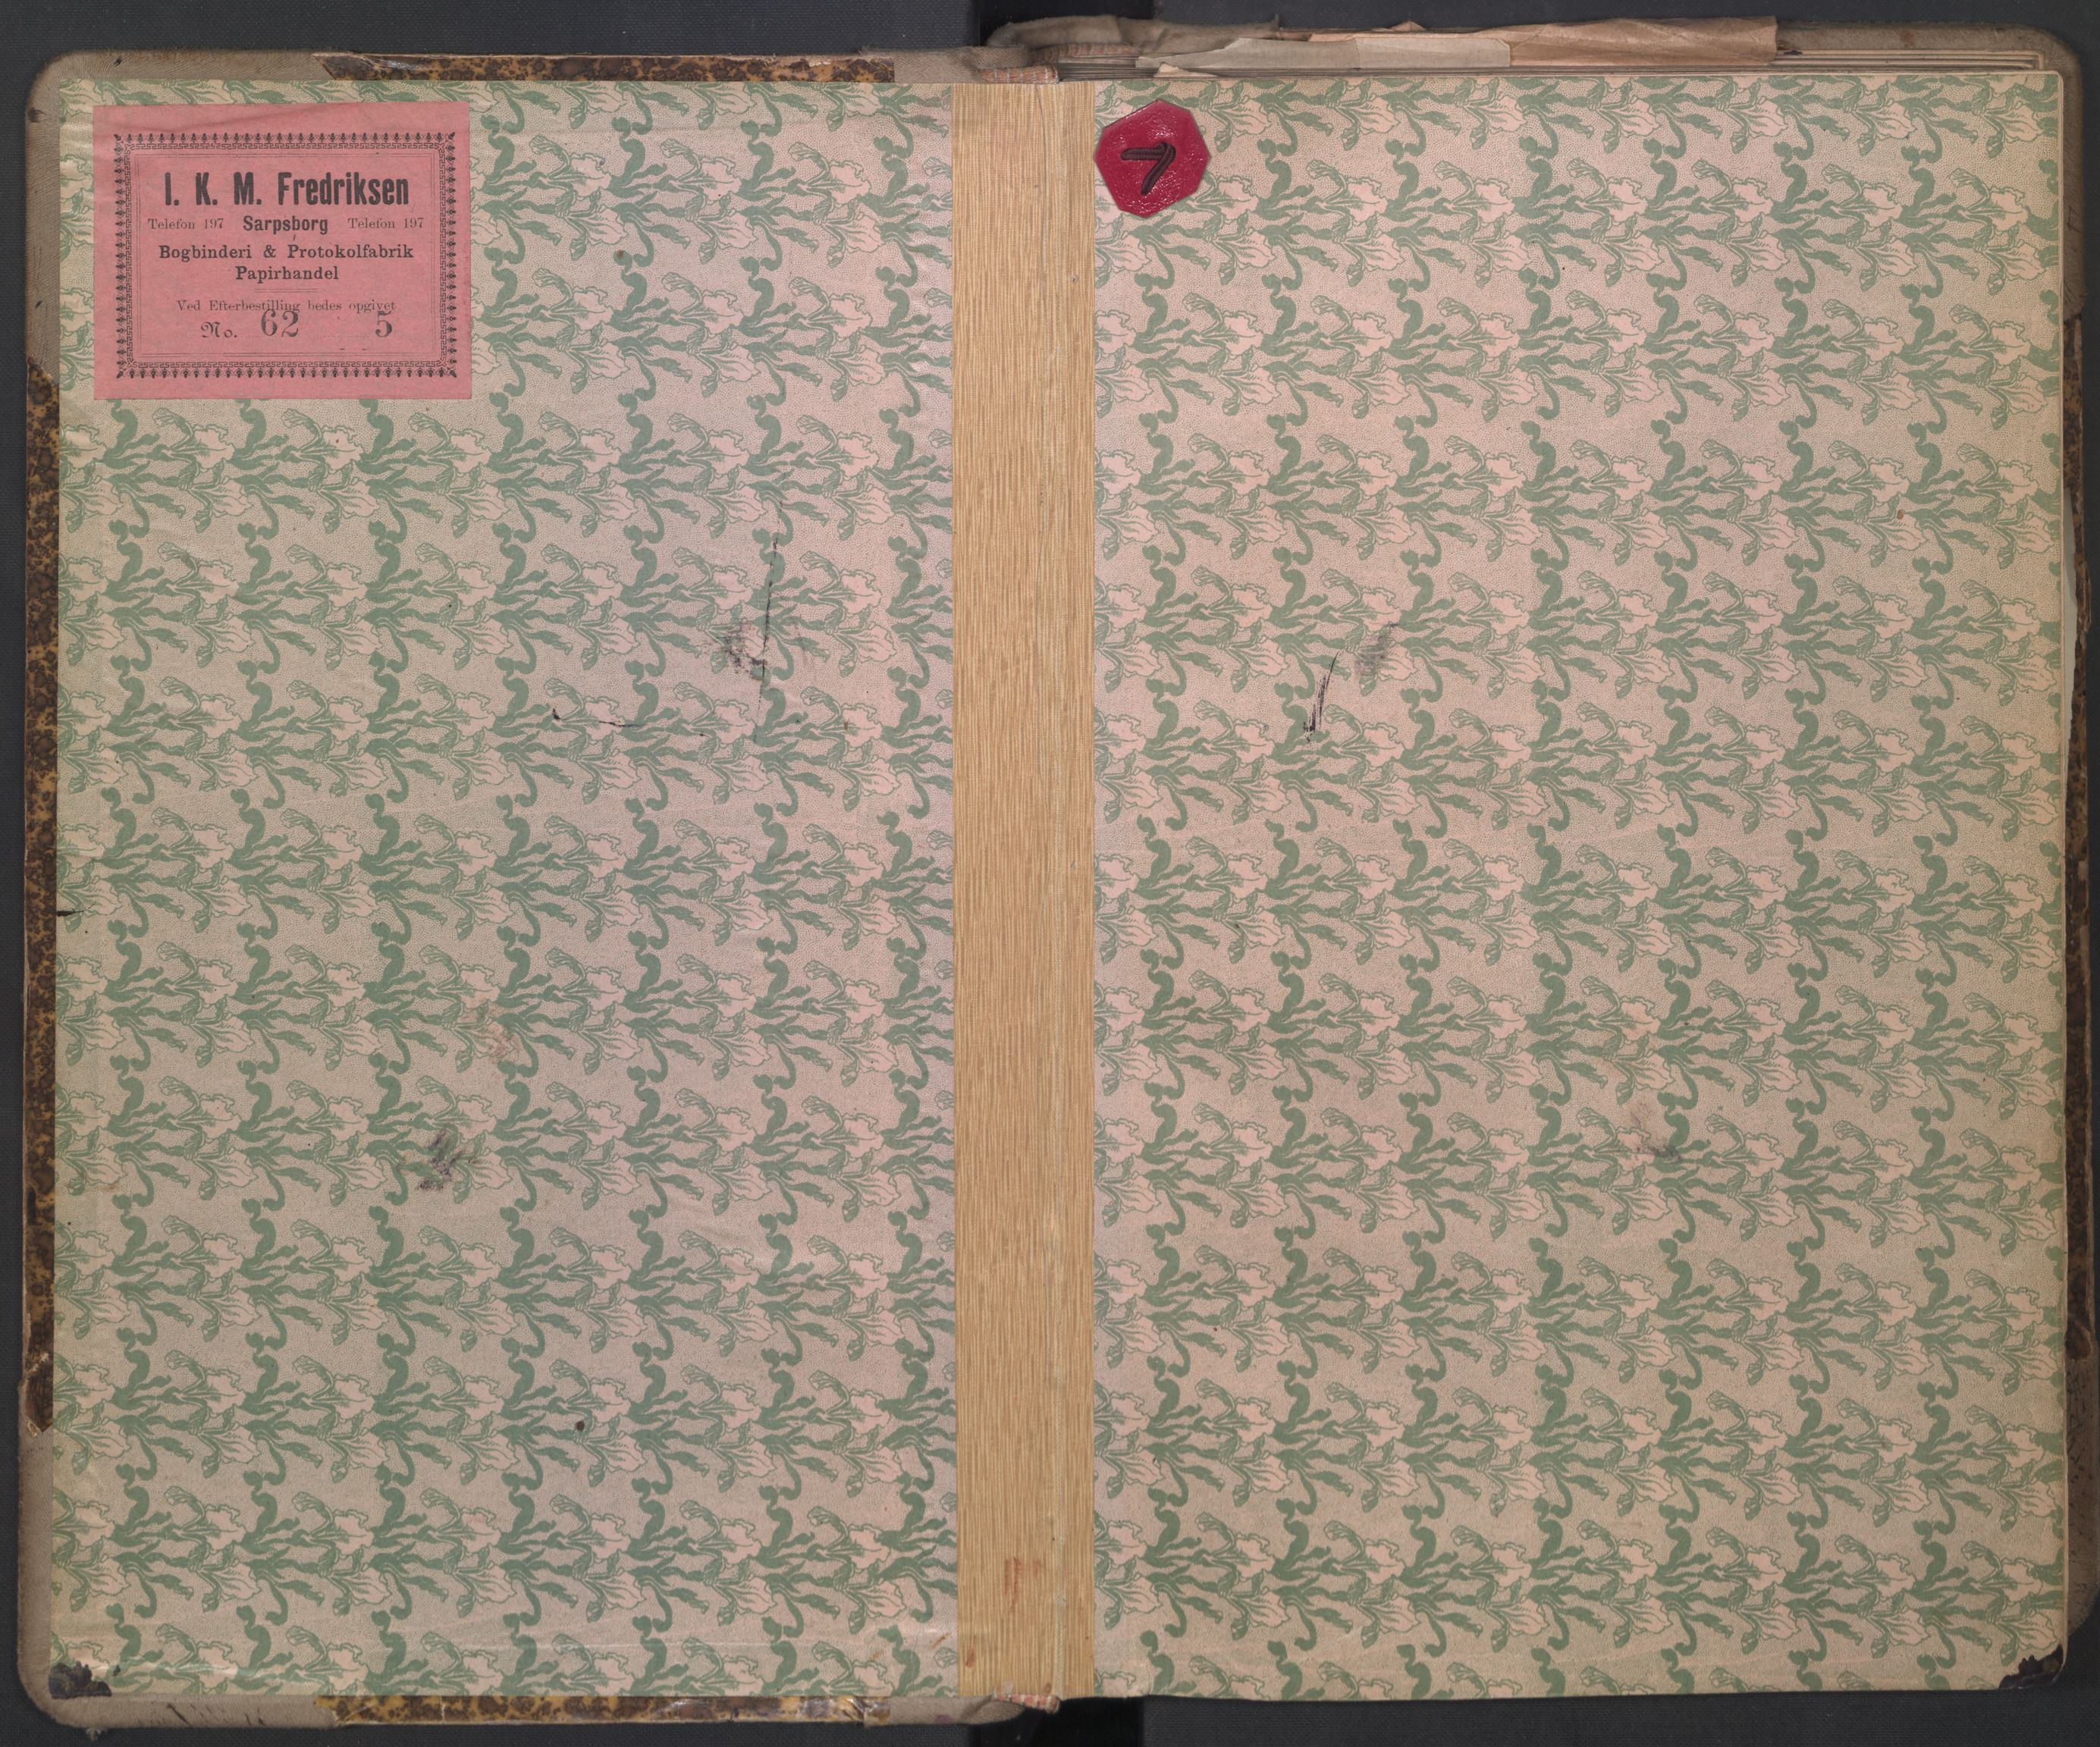 I. K. M. Fredriksen
Telefon 197 Sarpsborg Telefon 197
Bogbinderi & Protokolfabrik
Papirhandel
Ved Efterbestilling bedes opgivet
No. 62 5
7